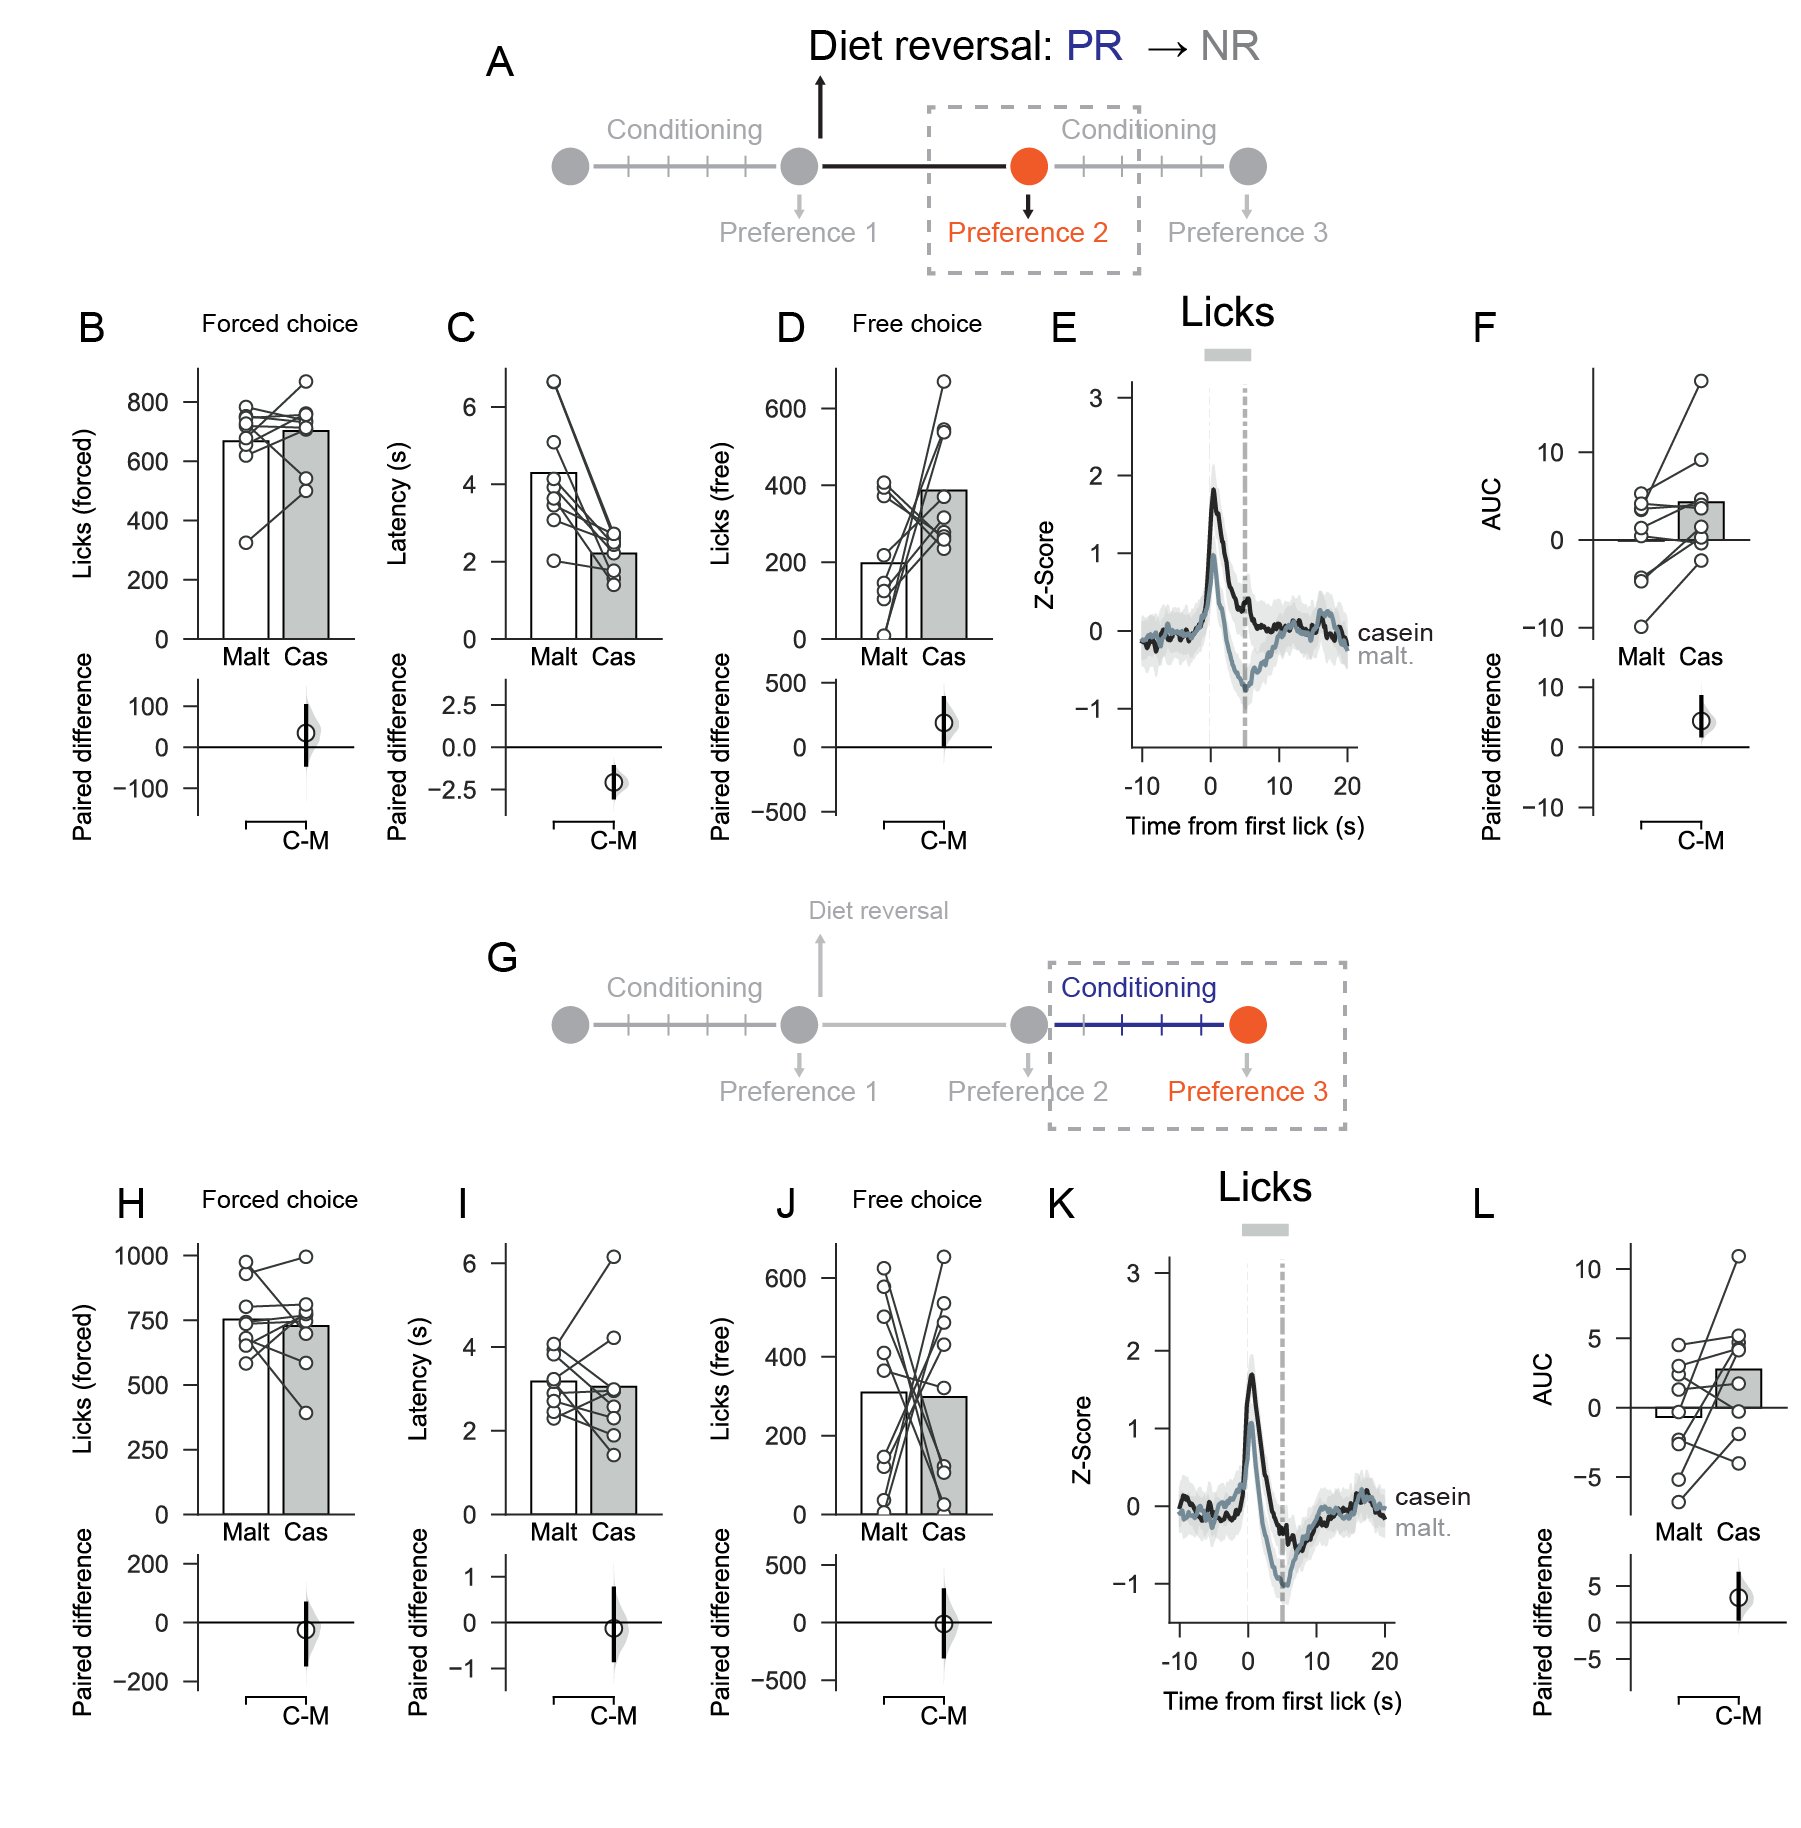 A
Diet reversal: PR → NR
Conditioning
Conditioning
Preference 1
Preference 2
Preference 3
B
Forced choice
Licks (forced)
800
600
400
200
0
Malt Cas
Paired difference
100
0
−100
C-M
C
Latency (s)
6
4
2
0
Malt Cas
Paired difference
2.5
0.0
−2.5
C-M
D
Free choice
Licks (free)
600
400
200
0
Malt Cas
Paired difference
500
0
−500
C-M
E
Licks
Z-Score
3
2
1
0
−1
casein
malt.
-10 0 10 20
Time from first lick (s)
F
AUC
10
0
−10
Malt Cas
Paired difference
10
0
−10
C-M
Diet reversal
G
Conditioning
Conditioning
Preference 1
Preference 2
Preference 3
H
Forced choice
Licks (forced)
1000
750
500
250
0
Malt Cas
Paired difference
200
0
−200
C-M
I
Latency (s)
6
4
2
0
Malt Cas
Paired difference
1
0
−1
C-M
J
Free choice
Licks (free)
600
400
200
0
Malt Cas
Paired difference
500
0
−500
C-M
K
Licks
Z-Score
3
2
1
0
−1
casein
malt.
-10 0 10 20
Time from first lick (s)
L
AUC
10
5
0
−5
Malt Cas
Paired difference
5
0
−5
C-M